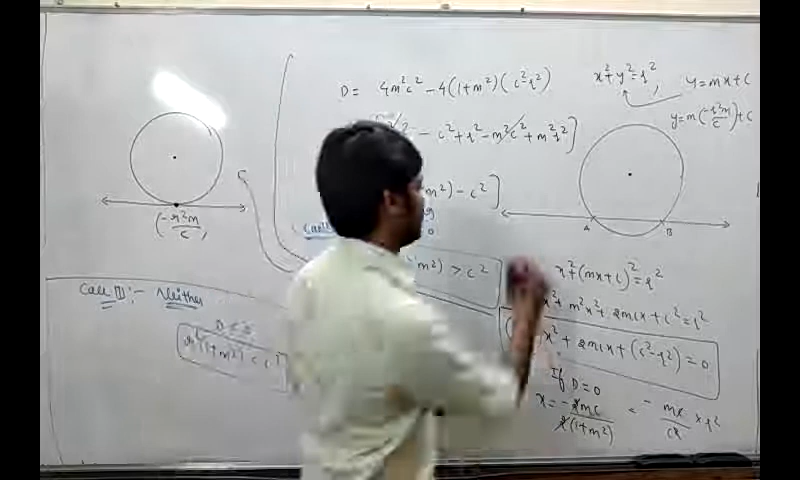 D = 4m²c² - 4(1+m²)(c²-r²)
- c² + r² - m²c² + m²r²]
m²) - c²]
= 0
m²) > c²
(-r²m/c,
Case III :- Neither
D < 0
r²(1+m²) < c²
x²+y²=r², y=mx+c
y=m(-r²m/c)+c
A B
x²+(mx+c)²=r²
x²+m²x²+2mcx+c²=r²
x²+2mcx+(c²-r²)=0
If D=0
x = -2mc/2(1+m²) = -mc/c² × r²